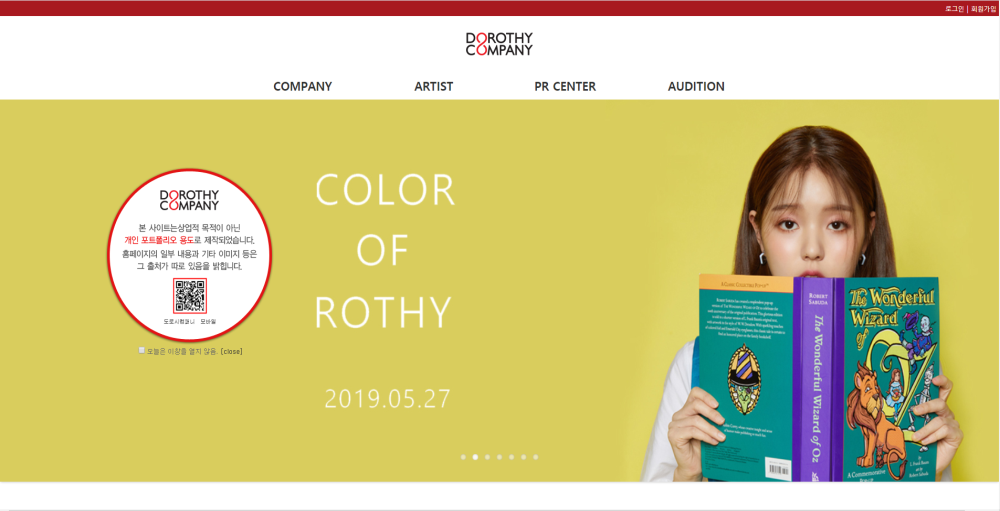 로그인 | 회원가입
DOROTHY
COMPANY
COMPANY ARTIST PR CENTER AUDITION
DOROTHY
COMPANY
본 사이트는상업적 목적이 아닌
개인 포트폴리오 용도로 제작되었습니다.
홈페이지의 일부 내용과 기타 이미지 등은
그 출처가 따로 있음을 밝힙니다.
도로시컴퍼니 모바일
오늘은 이창을 열지 않음. [close]
COLOR
OF
ROTHY
2019.05.27
ROBERT
SABUDA
The Wonderful Wizard of Oz
The Wonderful
Wizard
of
A Commemorative